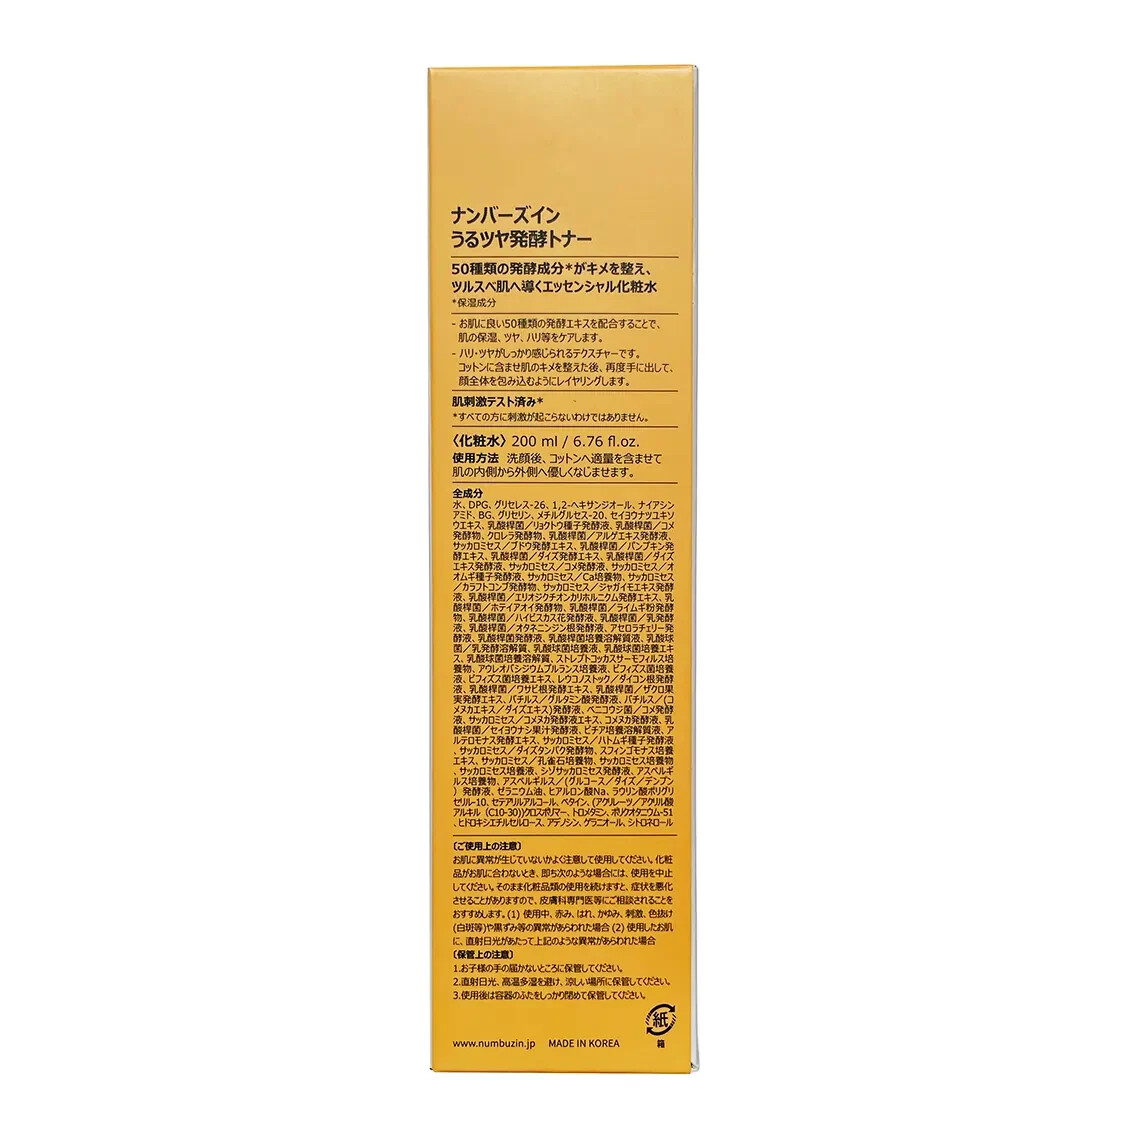 ナンバーズイン
うるツヤ発酵トナー
50種類の発酵成分*がキメを整え、
ツルスベ肌へ導くエッセンシャル化粧水
*保湿成分
- お肌に良い50種類の発酵エキスを配合することで、
肌の保湿、ツヤ、ハリ等をケアします。
- ハリ・ツヤがしっかり感じられるテクスチャーです。
コットンに含ませ肌のキメを整えた後、再度手に出して、
顔全体を包み込むようにレイヤリングします。
肌刺激テスト済み*
*すべての方に刺激が起こらないわけではありません。
〈化粧水〉 200 ml / 6.76 fl.oz.
使用方法 洗顔後、コットンへ適量を含ませて
肌の内側から外側へ優しくなじませます。
全成分
水、DPG、グリセレス-26、1,2-ヘキサンジオール、ナイアシン
アミド、BG、グリセリン、メチルグルセス-20、セイヨウナツユキソ
ウエキス、乳酸桿菌/リョクトウ種子発酵液、乳酸桿菌/コメ
発酵物、クロレラ発酵物、乳酸桿菌/アルゲエキス発酵液、
サッカロミセス/ブドウ発酵エキス、乳酸桿菌/パンプキン発
酵エキス、乳酸桿菌/ダイズ発酵エキス、乳酸桿菌/ダイズ
エキス発酵液、サッカロミセス/コメ発酵液、サッカロミセス/オ
オムギ種子発酵液、サッカロミセス/Ca培養物、サッカロミセス
/カラフトコンブ発酵物、サッカロミセス/ジャガイモエキス発酵
液、乳酸桿菌/エリオジクチオンカリホルニクム発酵エキス、乳
酸桿菌/ホテイアオイ発酵物、乳酸桿菌/ライムギ粉発酵
物、乳酸桿菌/ハイビスカス花発酵液、乳酸桿菌/乳発酵
液、乳酸桿菌/オタネニンジン根発酵液、アセロラチェリー発
酵液、乳酸桿菌発酵液、乳酸桿菌培養溶解質液、乳酸球
菌/乳発酵溶解質、乳酸球菌培養液、乳酸球菌培養エキ
ス、乳酸球菌培養溶解質、ストレプトコッカスサーモフィルス培
養物、アウレオバシジウムプルランス培養液、ビフィズス菌培養
液、ビフィズス菌培養エキス、レウコノストック/ダイコン根発酵
液、乳酸桿菌/ワサビ根発酵エキス、乳酸桿菌/ザクロ果
実発酵エキス、バチルス/グルタミン酸発酵液、バチルス/(コ
メヌカエキス/ダイズエキス)発酵液、ベニコウジ菌/コメ発酵
液、サッカロミセス/コメヌカ発酵液エキス、コメヌカ発酵液、乳
酸桿菌/セイヨウナシ果汁発酵液、ピチア培養溶解質液、ア
ルテロモナス発酵エキス、サッカロミセス/ハトムギ種子発酵液
、サッカロミセス/ダイズタンパク発酵物、スフィンゴモナス培養
エキス、サッカロミセス/孔雀石培養物、サッカロミセス培養物
、サッカロミセス培養液、シゾサッカロミセス発酵液、アスペルギ
ルス培養物、アスペルギルス/(グルコース/ダイズ/デンプン
)発酵液、ゼラニウム油、ヒアルロン酸Na、ラウリン酸ポリグリ
セリル-10、セテアリルアルコール、ベタイン、(アクリレーツ/アクリル酸
アルキル(C10-30))クロスポリマー、トロメタミン、ポリクオタニウム-51
、ヒドロキシエチルセルロース、アデノシン、ゲラニオール、シトロネロール
〔ご使用上の注意〕
お肌に異常が生じていないかよく注意して使用してください。化粧
品がお肌に合わないとき、即ち次のような場合には、使用を中止
してください。そのまま化粧品類の使用を続けますと、症状を悪化
させることがありますので、皮膚科専門医等にご相談されることを
おすすめします。(1) 使用中、赤み、はれ、かゆみ、刺激、色抜け
(白斑等)や黒ずみ等の異常があらわれた場合 (2) 使用したお肌
に、直射日光があたって上記のような異常があらわれた場合
〔保管上の注意〕
1.お子様の手の届かないところに保管してください。
2.直射日光、高温多湿を避け、涼しい場所に保管してください。
3.使用後は容器のふたをしっかり閉めて保管してください。
紙
箱
www.numbuzin.jp MADE IN KOREA